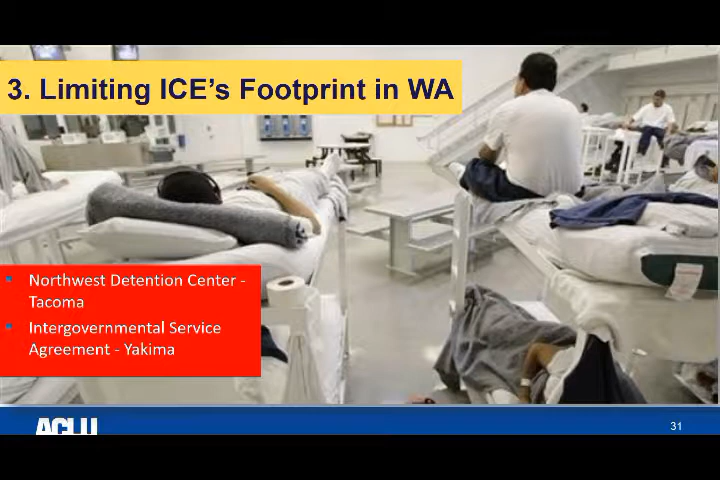 3. Limiting ICE's Footprint in WA
Northwest Detention Center -
Tacoma
Intergovernmental Service
Agreement - Yakima
ACLU
31